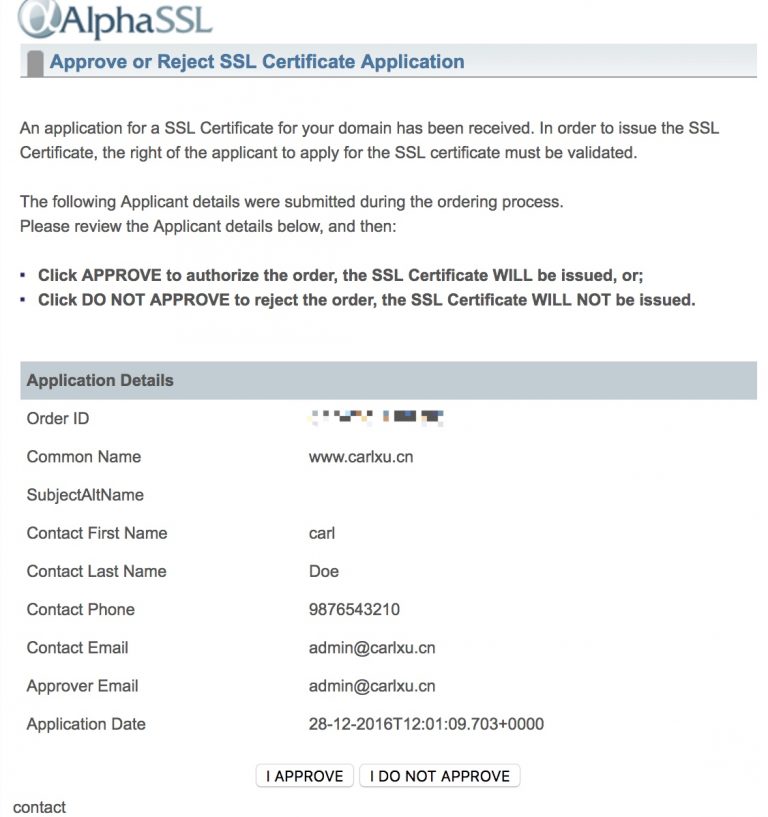 AlphaSSL
Approve or Reject SSL Certificate Application
An application for a SSL Certificate for your domain has been received. In order to issue the SSL
Certificate, the right of the applicant to apply for the SSL certificate must be validated.
The following Applicant details were submitted during the ordering process.
Please review the Applicant details below, and then:
▪ Click APPROVE to authorize the order, the SSL Certificate WILL be issued, or;
▪ Click DO NOT APPROVE to reject the order, the SSL Certificate WILL NOT be issued.
Application Details
Order ID
Common Name www.carlxu.cn
SubjectAltName
Contact First Name carl
Contact Last Name Doe
Contact Phone 9876543210
Contact Email admin@carlxu.cn
Approver Email admin@carlxu.cn
Application Date 28-12-2016T12:01:09.703+0000
I APPROVE I DO NOT APPROVE
contact